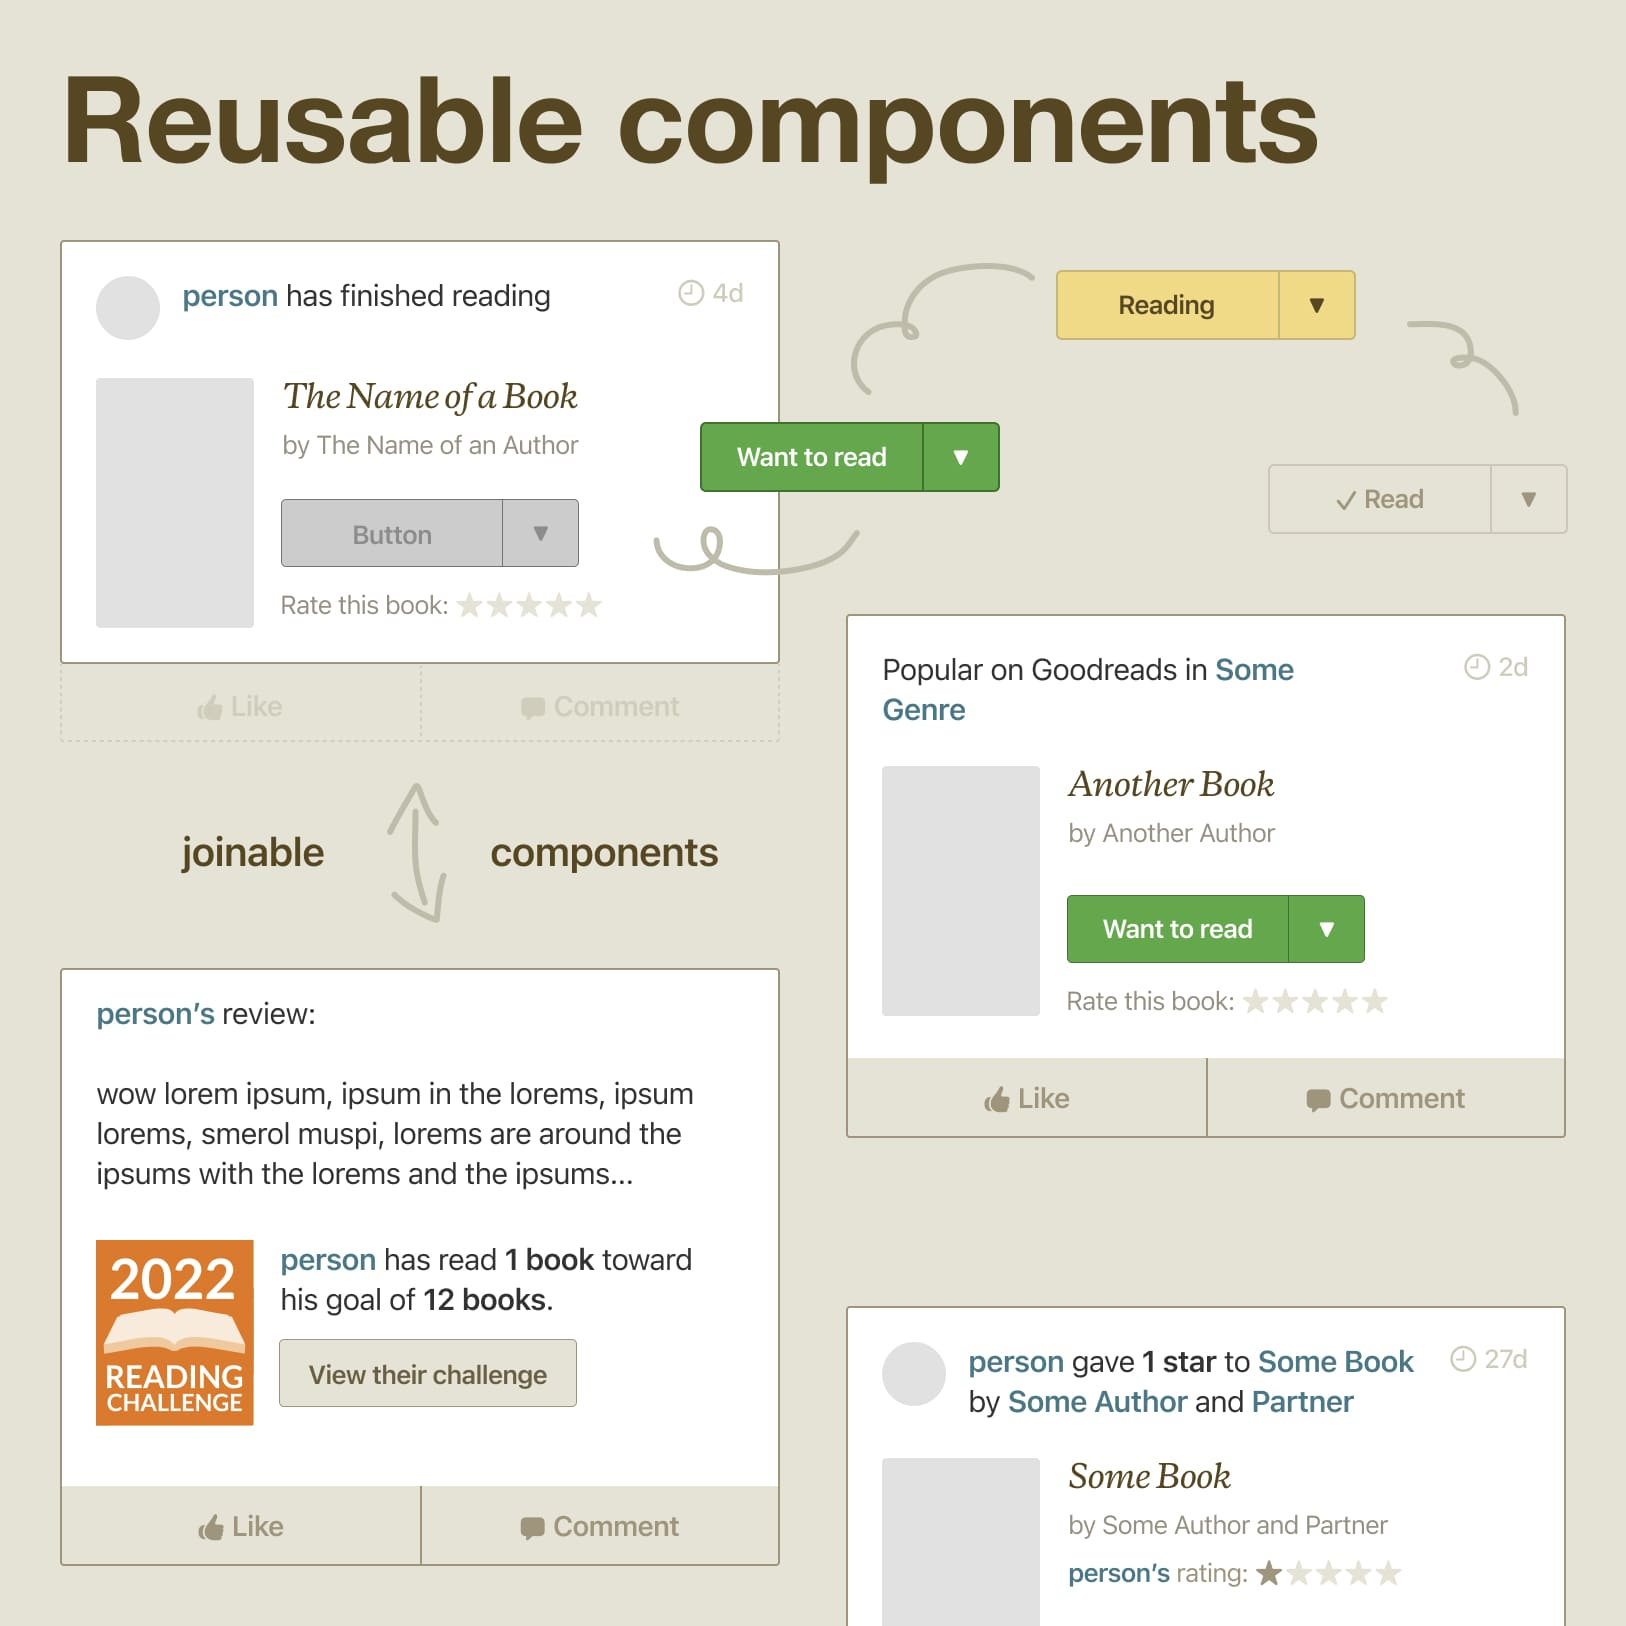 Reusable components
person has finished reading
4d
The Name of a Book
by The Name of an Author
Button
Rate this book:
Like
Comment
Reading
Want to read
Read
joinable
components
Popular on Goodreads in Some
Genre
2d
Another Book
by Another Author
Want to read
Rate this book:
Like
Comment
person’s review:
wow lorem ipsum, ipsum in the lorems, ipsum
lorems, smerol muspi, lorems are around the
ipsums with the lorems and the ipsums...
2022
READING
CHALLENGE
person has read 1 book toward
his goal of 12 books.
View their challenge
Like
Comment
person gave 1 star to Some Book
by Some Author and Partner
27d
Some Book
by Some Author and Partner
person’s rating: